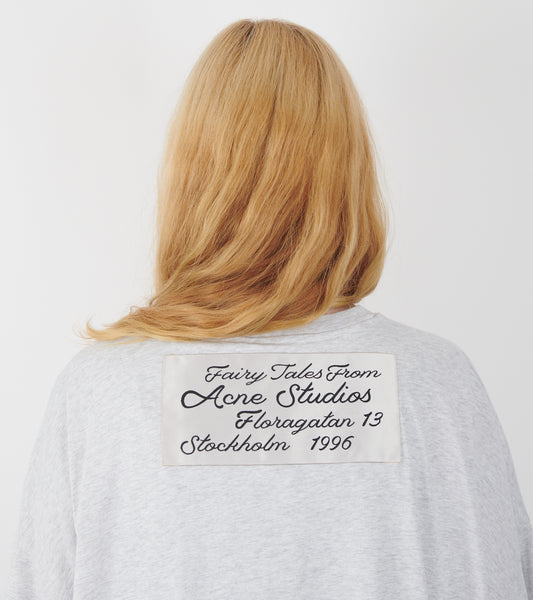 Fairy Tales From
Acne Studios
Floragatan 13
Stockholm 1996